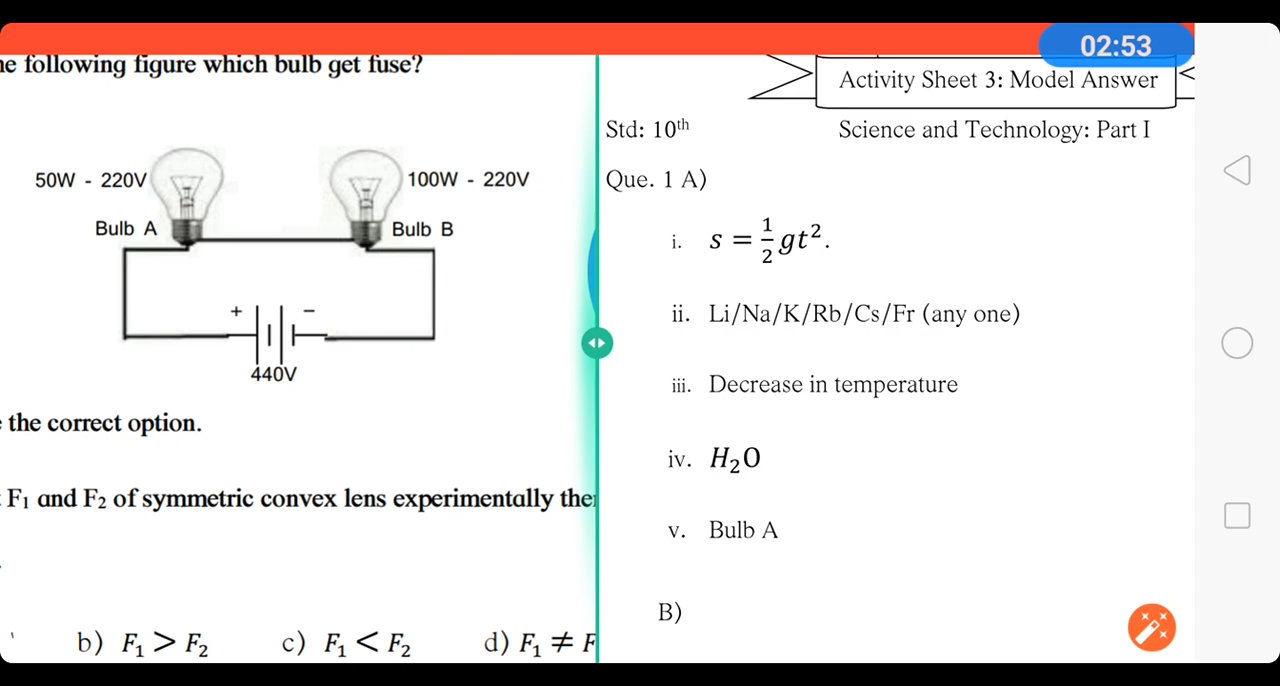 02:53
ne following figure which bulb get fuse?
50W - 220V
100W - 220V
Bulb A
Bulb B
+ −
440V
the correct option.
F₁ and F₂ of symmetric convex lens experimentally the
b) F₁ > F₂ c) F₁ < F₂ d) F₁ ≠ F
Activity Sheet 3: Model Answer
Std: 10th Science and Technology: Part I
Que. 1 A)
i. s = 1/2 gt².
ii. Li/Na/K/Rb/Cs/Fr (any one)
iii. Decrease in temperature
iv. H₂O
v. Bulb A
B)